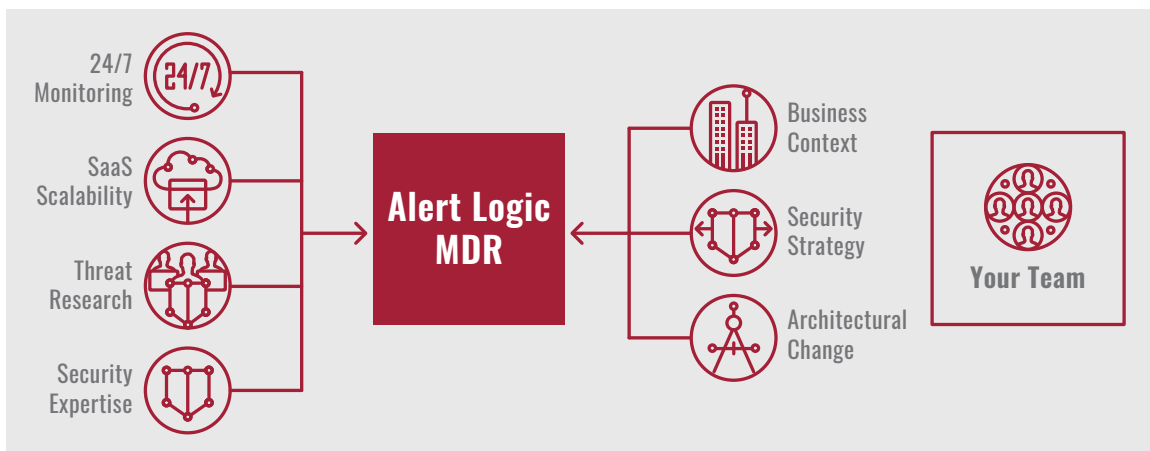 24/7
Monitoring
24/7
SaaS
Scalability
Threat
Research
Security
Expertise
Alert Logic
MDR
Business
Context
Security
Strategy
Architectural
Change
Your Team